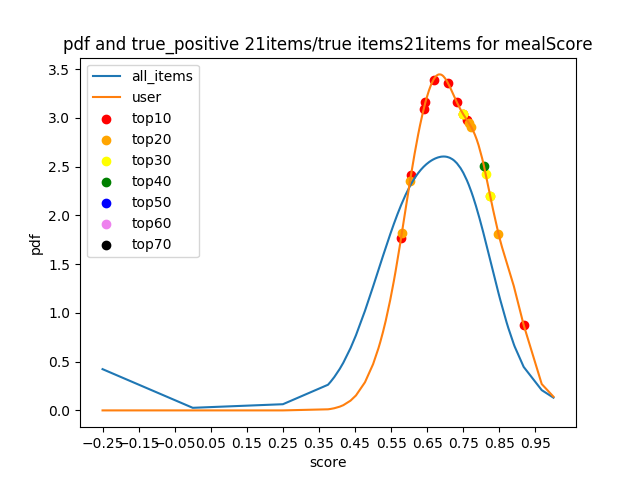 pdf and true_positive 21items/true items21items for mealScore
all_items
user
top10
top20
top30
top40
top50
top60
top70
pdf
3.5
3.0
2.5
2.0
1.5
1.0
0.5
0.0
−0.25 −0.15 −0.05 0.05 0.15 0.25 0.35 0.45 0.55 0.65 0.75 0.85 0.95
score